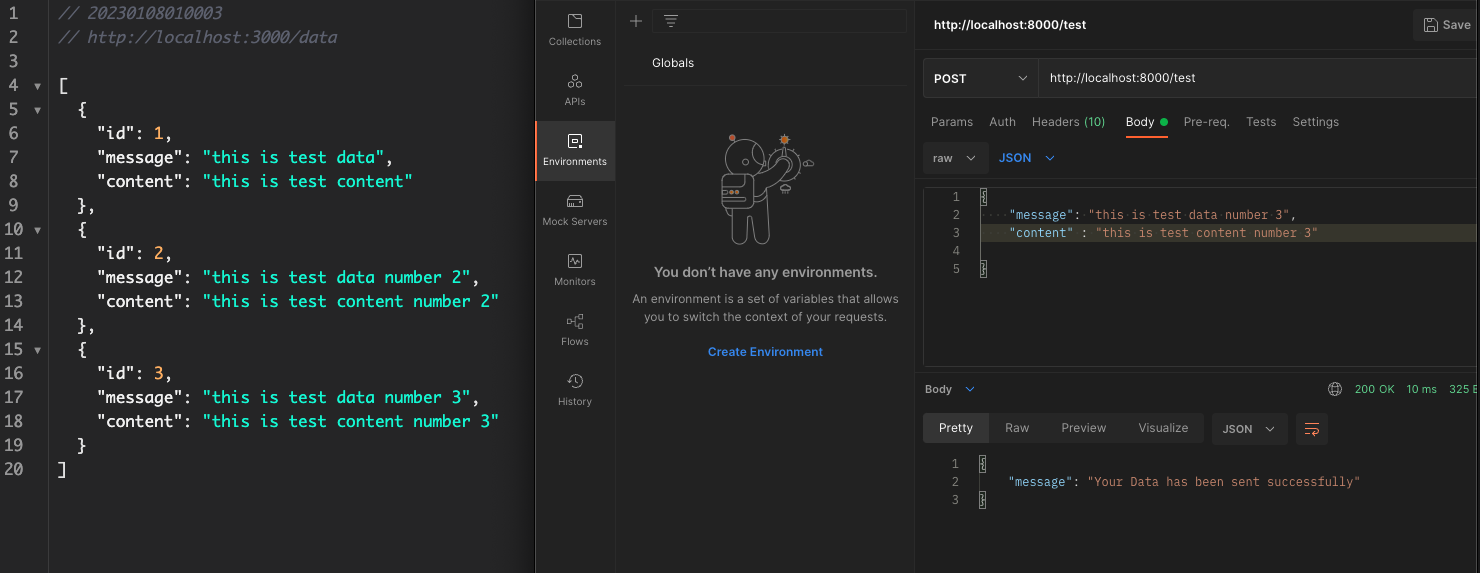 1 // 20230108010003
2 // http://localhost:3000/data
3
4 ▼ [
5 ▼ {
6 "id": 1,
7 "message": "this is test data",
8 "content": "this is test content"
9 },
10 ▼ {
11 "id": 2,
12 "message": "this is test data number 2",
13 "content": "this is test content number 2"
14 },
15 ▼ {
16 "id": 3,
17 "message": "this is test data number 3",
18 "content": "this is test content number 3"
19 }
20 ]
Collections
APIs
Environments
Mock Servers
Monitors
Flows
History
Globals
You don’t have any environments.
An environment is a set of variables that allows
you to switch the context of your requests.
Create Environment
http://localhost:8000/test
Save
POST http://localhost:8000/test
Params Auth Headers (10) Body Pre-req. Tests Settings
raw JSON
1 {
2 "message": "this is test data number 3",
3 "content" : "this is test content number 3"
4
5 }
Body 200 OK 10 ms 325
Pretty Raw Preview Visualize JSON
1 {
2 "message": "Your Data has been sent successfully"
3 }